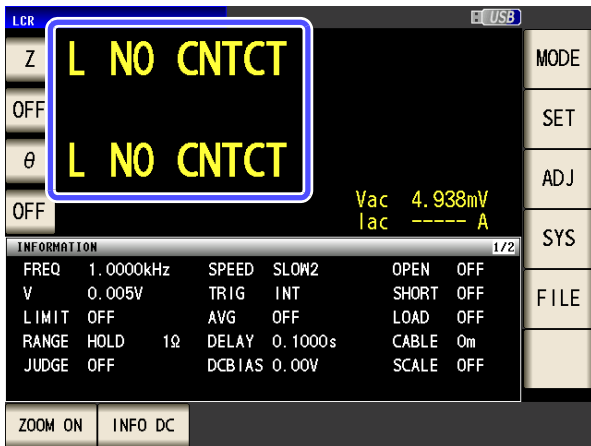 LCR USB
Z L NO CNTCT MODE
OFF SET
θ L NO CNTCT ADJ
OFF Vac 4.938mV
Iac ----- A SYS
INFORMATION 1/2
FREQ 1.0000kHz SPEED SLOW2 OPEN OFF
V 0.005V TRIG INT SHORT OFF FILE
LIMIT OFF AVG OFF LOAD OFF
RANGE HOLD 1Ω DELAY 0.1000s CABLE 0m
JUDGE OFF DCBIAS 0.00V SCALE OFF
ZOOM ON INFO DC